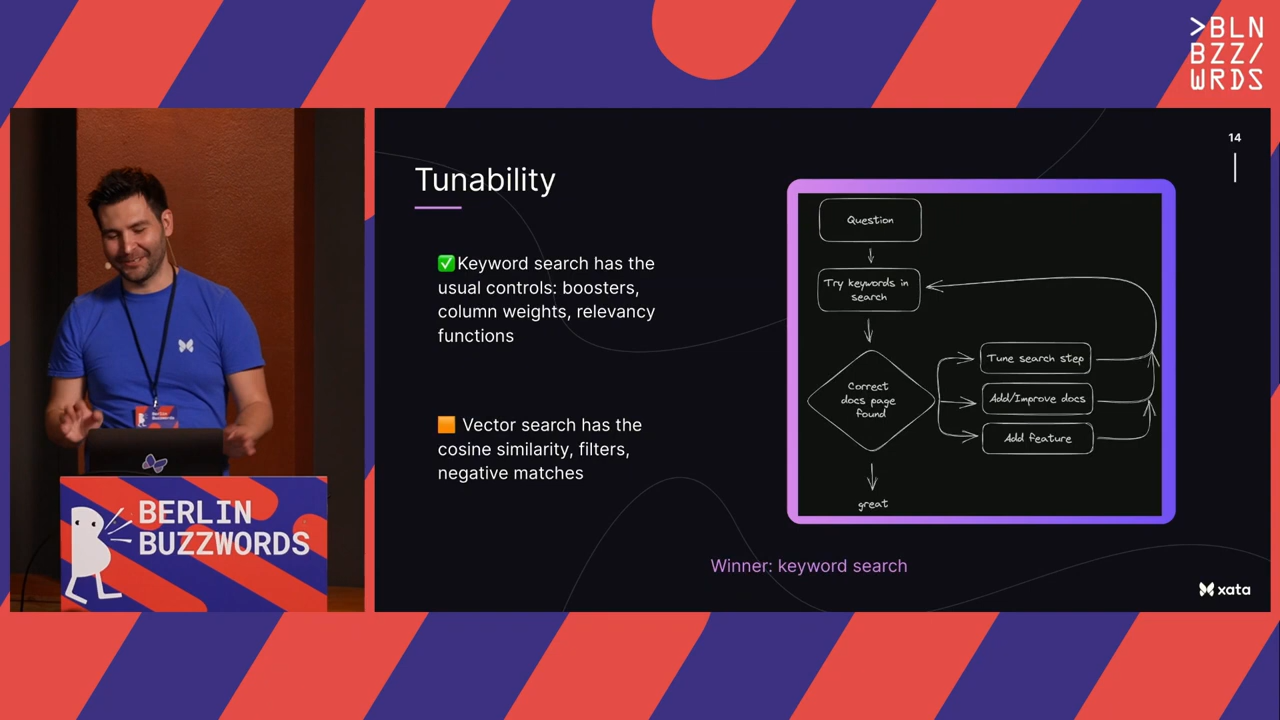 >BLN
BZZ/
WRDS
14
Tunability
✅Keyword search has the
usual controls: boosters,
column weights, relevancy
functions
🟧 Vector search has the
cosine similarity, filters,
negative matches
Question
Try keywords in
search
Correct
docs page
found
Tune search step
Add/Improve docs
Add feature
great
Winner: keyword search
xata
BERLIN
BUZZWORDS